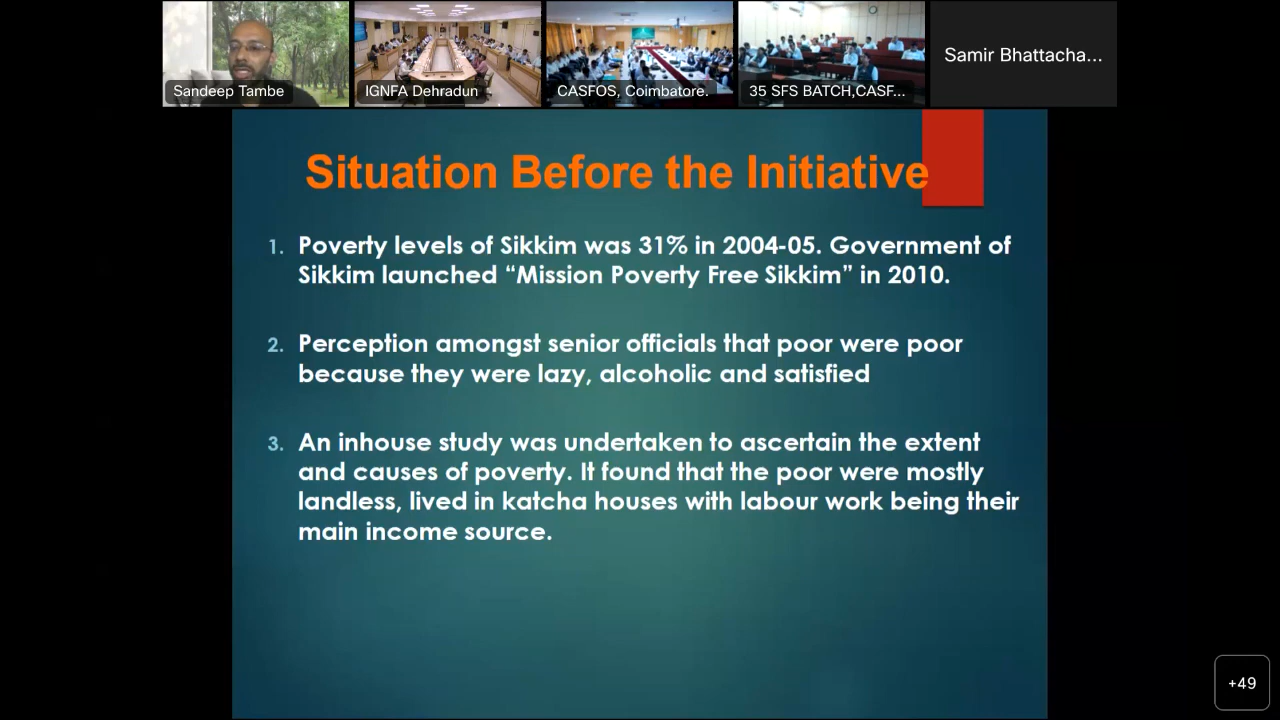 Sandeep Tambe
IGNFA Dehradun
CASFOS, Coimbatore.
35 SFS BATCH,CASF...
Samir Bhattacha...
Situation Before the Initiative
1. Poverty levels of Sikkim was 31% in 2004-05. Government of
Sikkim launched “Mission Poverty Free Sikkim” in 2010.
2. Perception amongst senior officials that poor were poor
because they were lazy, alcoholic and satisfied
3. An inhouse study was undertaken to ascertain the extent
and causes of poverty. It found that the poor were mostly
landless, lived in katcha houses with labour work being their
main income source.
+49